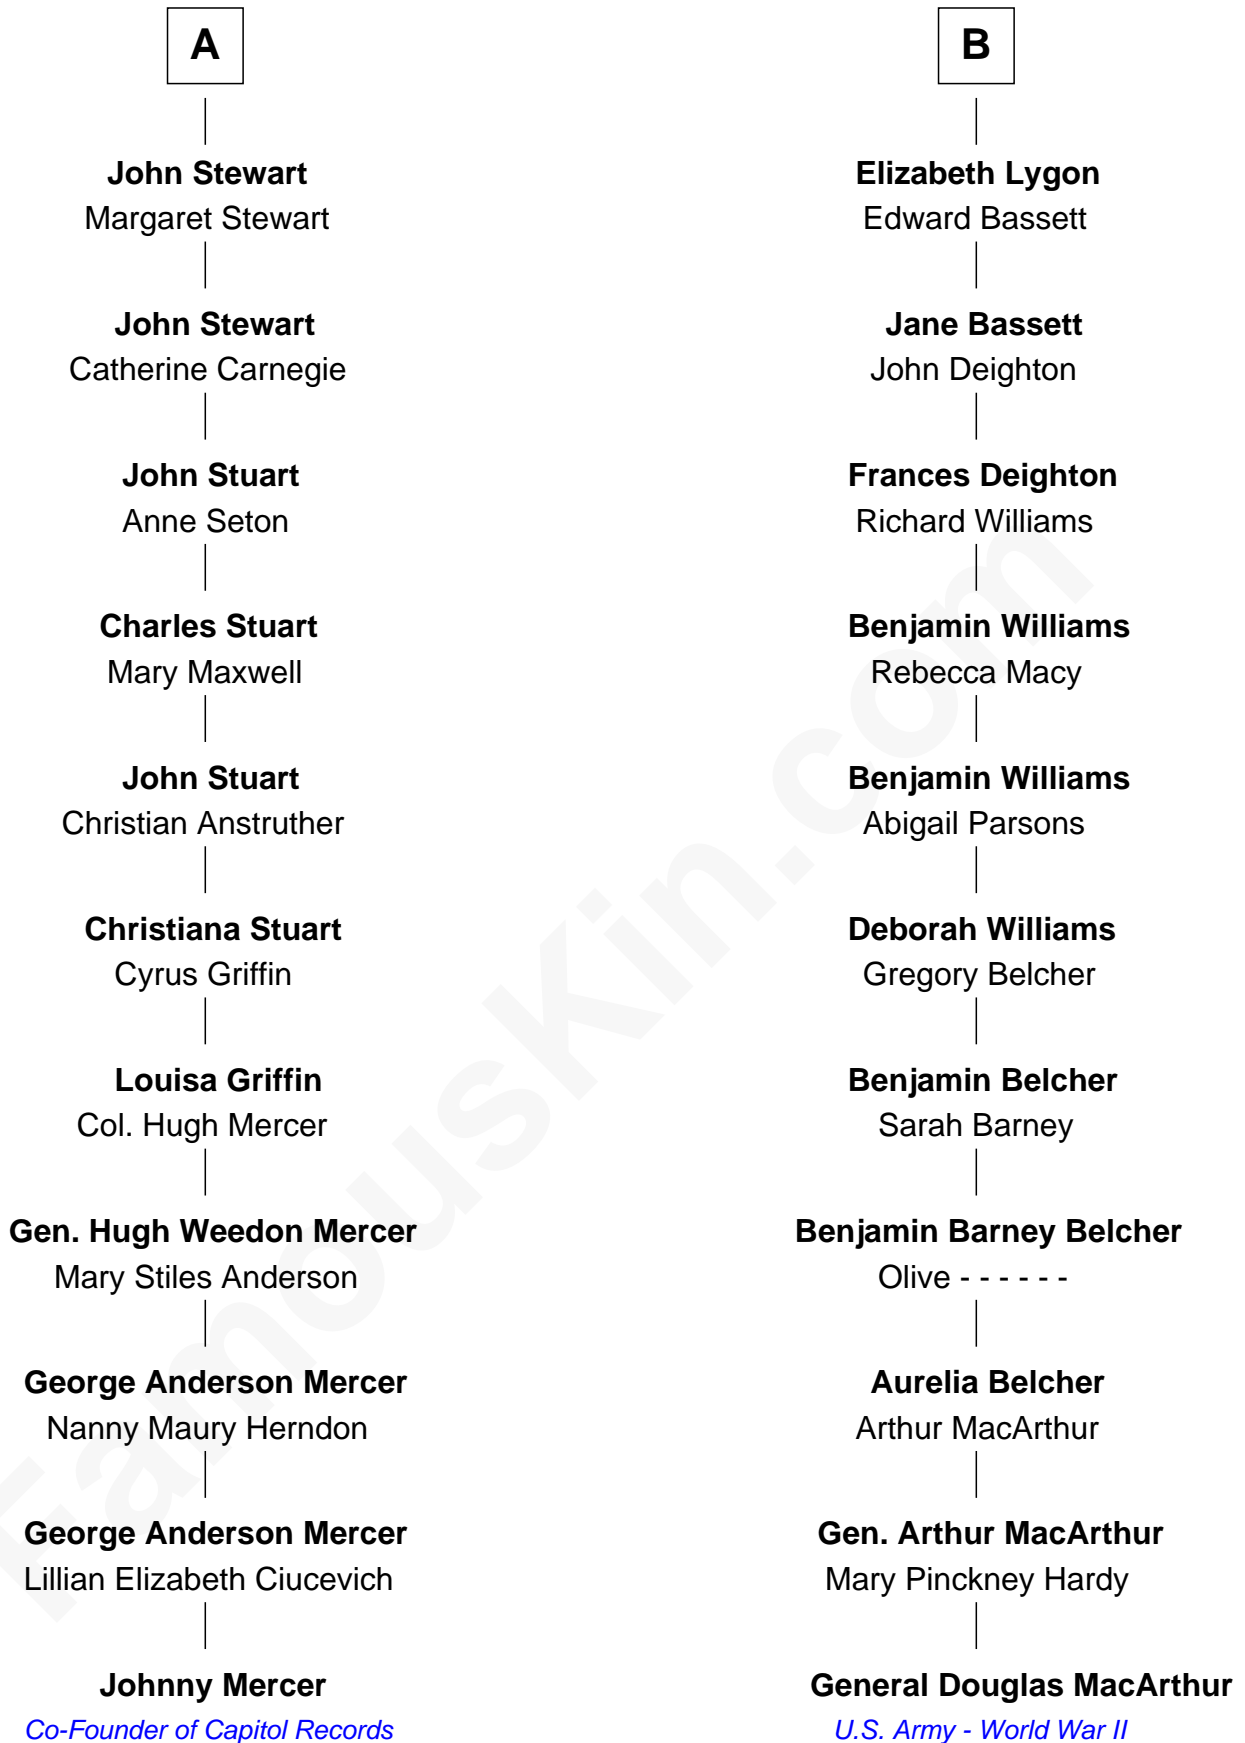 A
John Stewart
Margaret Stewart
John Stewart
Catherine Carnegie
John Stuart
Anne Seton
Charles Stuart
Mary Maxwell
John Stuart
Christian Anstruther
Christiana Stuart
Cyrus Griffin
Louisa Griffin
Col. Hugh Mercer
Gen. Hugh Weedon Mercer
Mary Stiles Anderson
George Anderson Mercer
Nanny Maury Herndon
George Anderson Mercer
Lillian Elizabeth Ciucevich
Johnny Mercer
Co-Founder of Capitol Records
B
Elizabeth Lygon
Edward Bassett
Jane Bassett
John Deighton
Frances Deighton
Richard Williams
Benjamin Williams
Rebecca Macy
Benjamin Williams
Abigail Parsons
Deborah Williams
Gregory Belcher
Benjamin Belcher
Sarah Barney
Benjamin Barney Belcher
Olive - - - - - -
Aurelia Belcher
Arthur MacArthur
Gen. Arthur MacArthur
Mary Pinckney Hardy
General Douglas MacArthur
U.S. Army - World War II
FamousKin.com